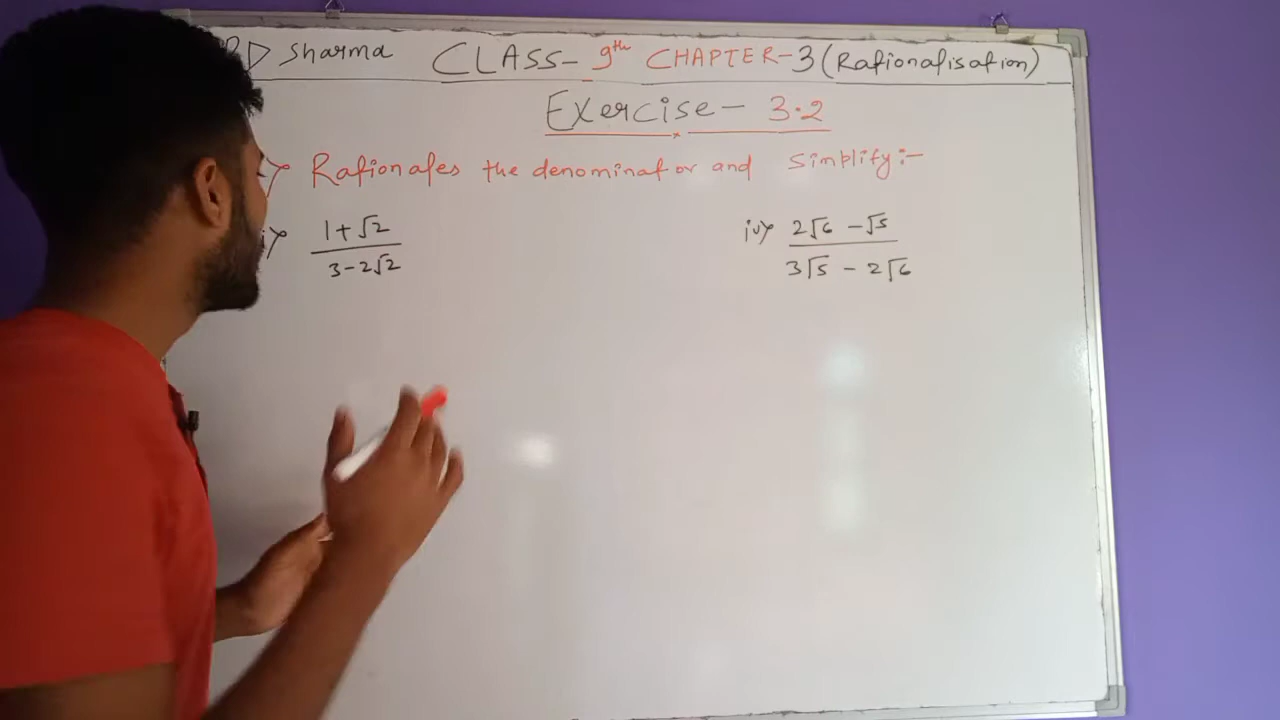 D Sharma CLASS- 9th CHAPTER-3 (Rationalisation)
Exercise- 3.2
Rationales the denominator and Simplify:-
1+√2
3-2√2
iv> 2√6 -√5
3√5 - 2√6